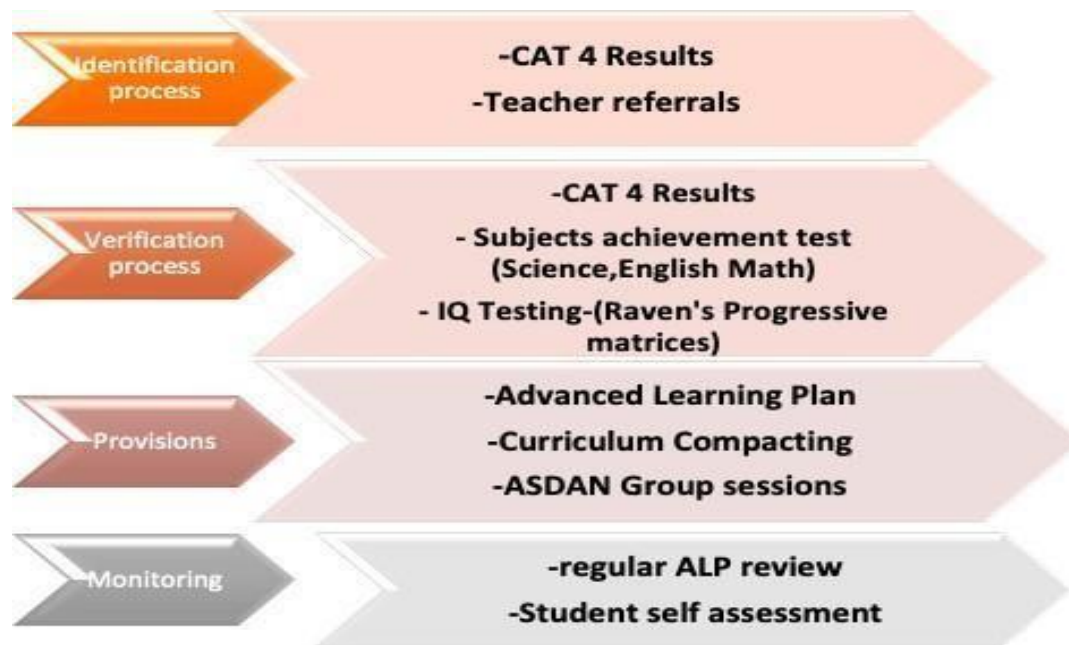 Identification
process
-CAT 4 Results
-Teacher referrals
Verification
process
-CAT 4 Results
- Subjects achievement test
(Science,English Math)
- IQ Testing-(Raven's Progressive
matrices)
Provisions
-Advanced Learning Plan
-Curriculum Compacting
-ASDAN Group sessions
Monitoring
-regular ALP review
-Student self assessment